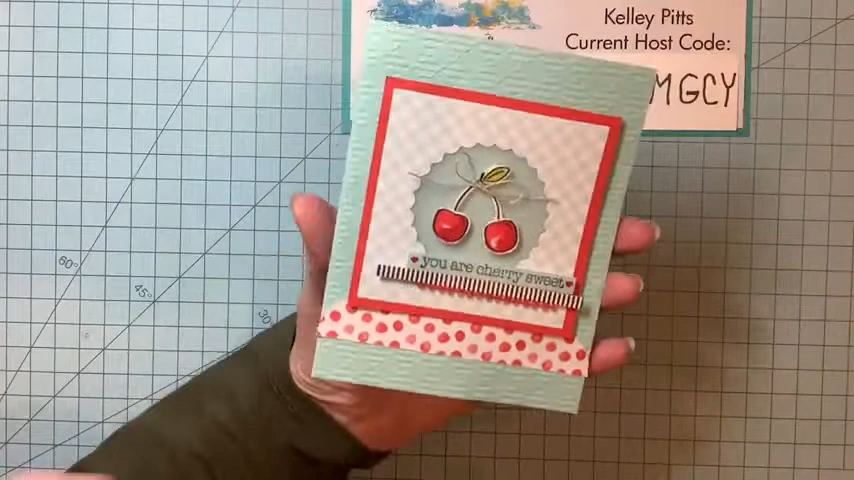 Kelley Pitts
Current Host Code:
MGCY
you are cherry sweet
60°
45°
30